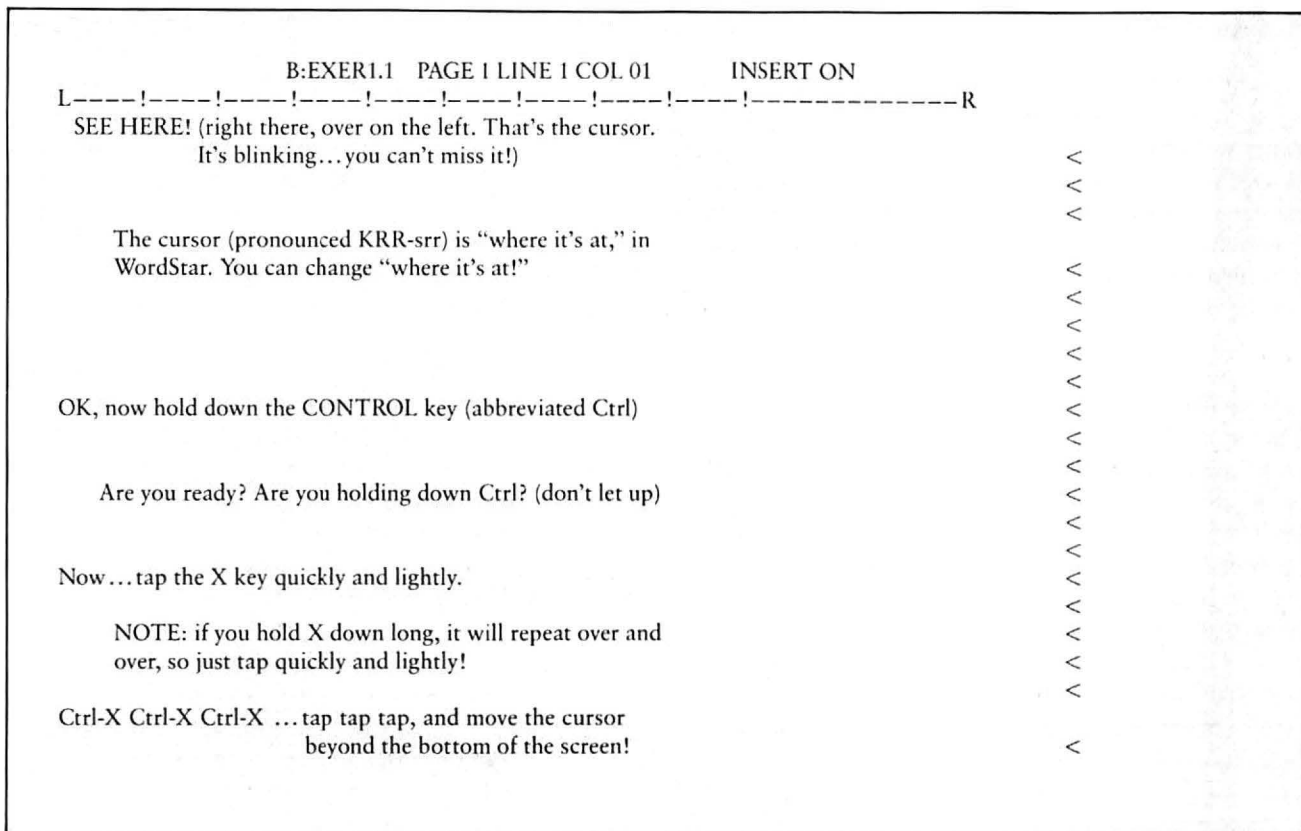 B:EXER1.1 PAGE 1 LINE 1 COL 01 INSERT ON
L----!----!----!----!----!----!----!----!----!----!-------------R
SEE HERE! (right there, over on the left. That's the cursor.
It's blinking...you can't miss it!) <
<
<
The cursor (pronounced KRR-srr) is “where it's at,” in
WordStar. You can change “where it's at!” <
<
<
<
<
OK, now hold down the CONTROL key (abbreviated Ctrl) <
<
<
Are you ready? Are you holding down Ctrl? (don't let up) <
<
<
Now...tap the X key quickly and lightly. <
<
NOTE: if you hold X down long, it will repeat over and <
over, so just tap quickly and lightly! <
<
Ctrl-X Ctrl-X Ctrl-X ...tap tap tap, and move the cursor
beyond the bottom of the screen! <